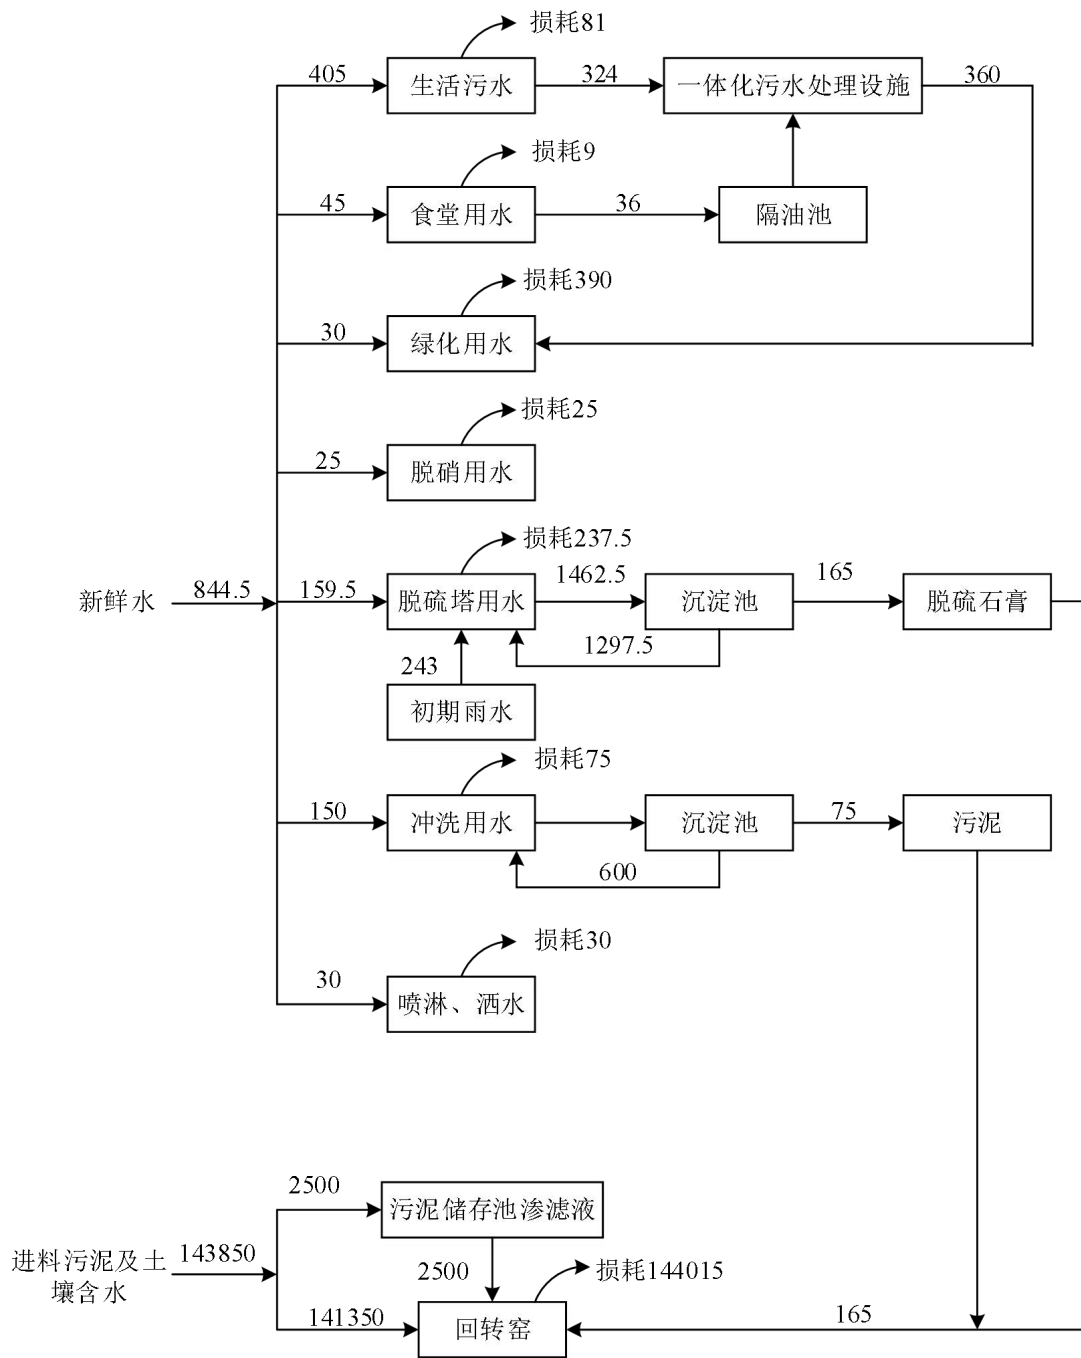 损耗81
405
生活污水
324
一体化污水处理设施
360
损耗9
45
食堂用水
36
隔油池
损耗390
30
绿化用水
损耗25
25
脱硝用水
损耗237.5
新鲜水
844.5
159.5
脱硫塔用水
1462.5
沉淀池
165
脱硫石膏
1297.5
243
初期雨水
损耗75
150
冲洗用水
沉淀池
75
污泥
600
损耗30
30
喷淋、洒水
2500
污泥储存池渗滤液
进料污泥及土
壤含水
143850
2500
损耗144015
141350
回转窑
165